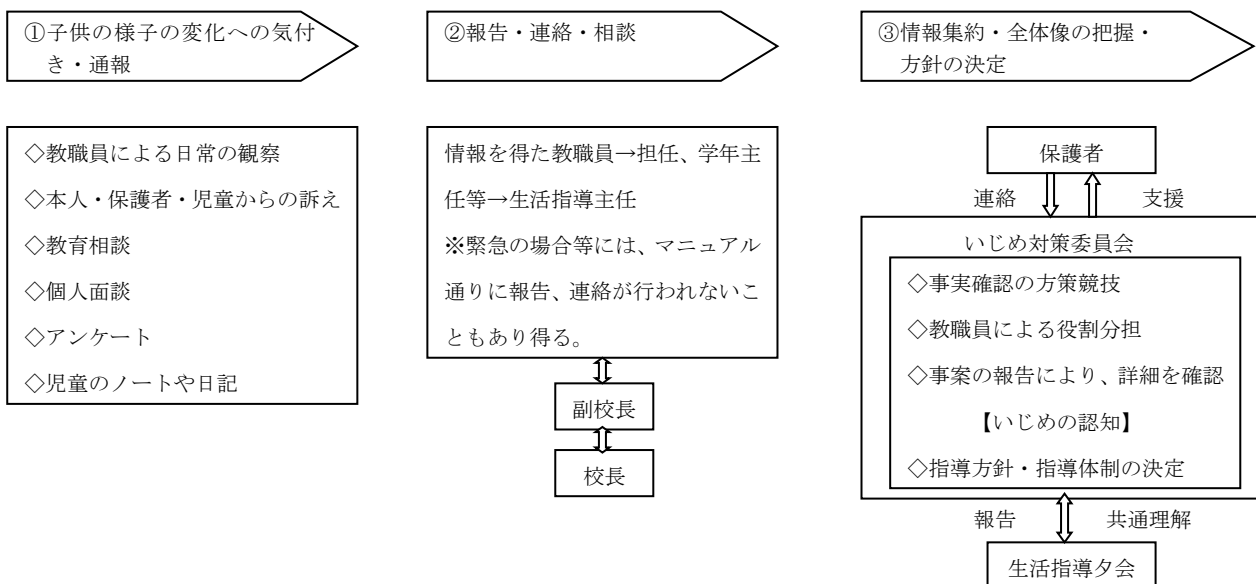 ①子供の様子の変化への気付
き・通報
②報告・連絡・相談
③情報集約・全体像の把握・
方針の決定
◇教職員による日常の観察
◇本人・保護者・児童からの訴え
◇教育相談
◇個人面談
◇アンケート
◇児童のノートや日記
情報を得た教職員→担任、学年主
任等→生活指導主任
※緊急の場合等には、マニュアル
通りに報告、連絡が行われないこ
ともあり得る。
副校長
校長
保護者
連絡 支援
いじめ対策委員会
◇事実確認の方策競技
◇教職員による役割分担
◇事案の報告により、詳細を確認
【いじめの認知】
◇指導方針・指導体制の決定
報告 共通理解
生活指導夕会